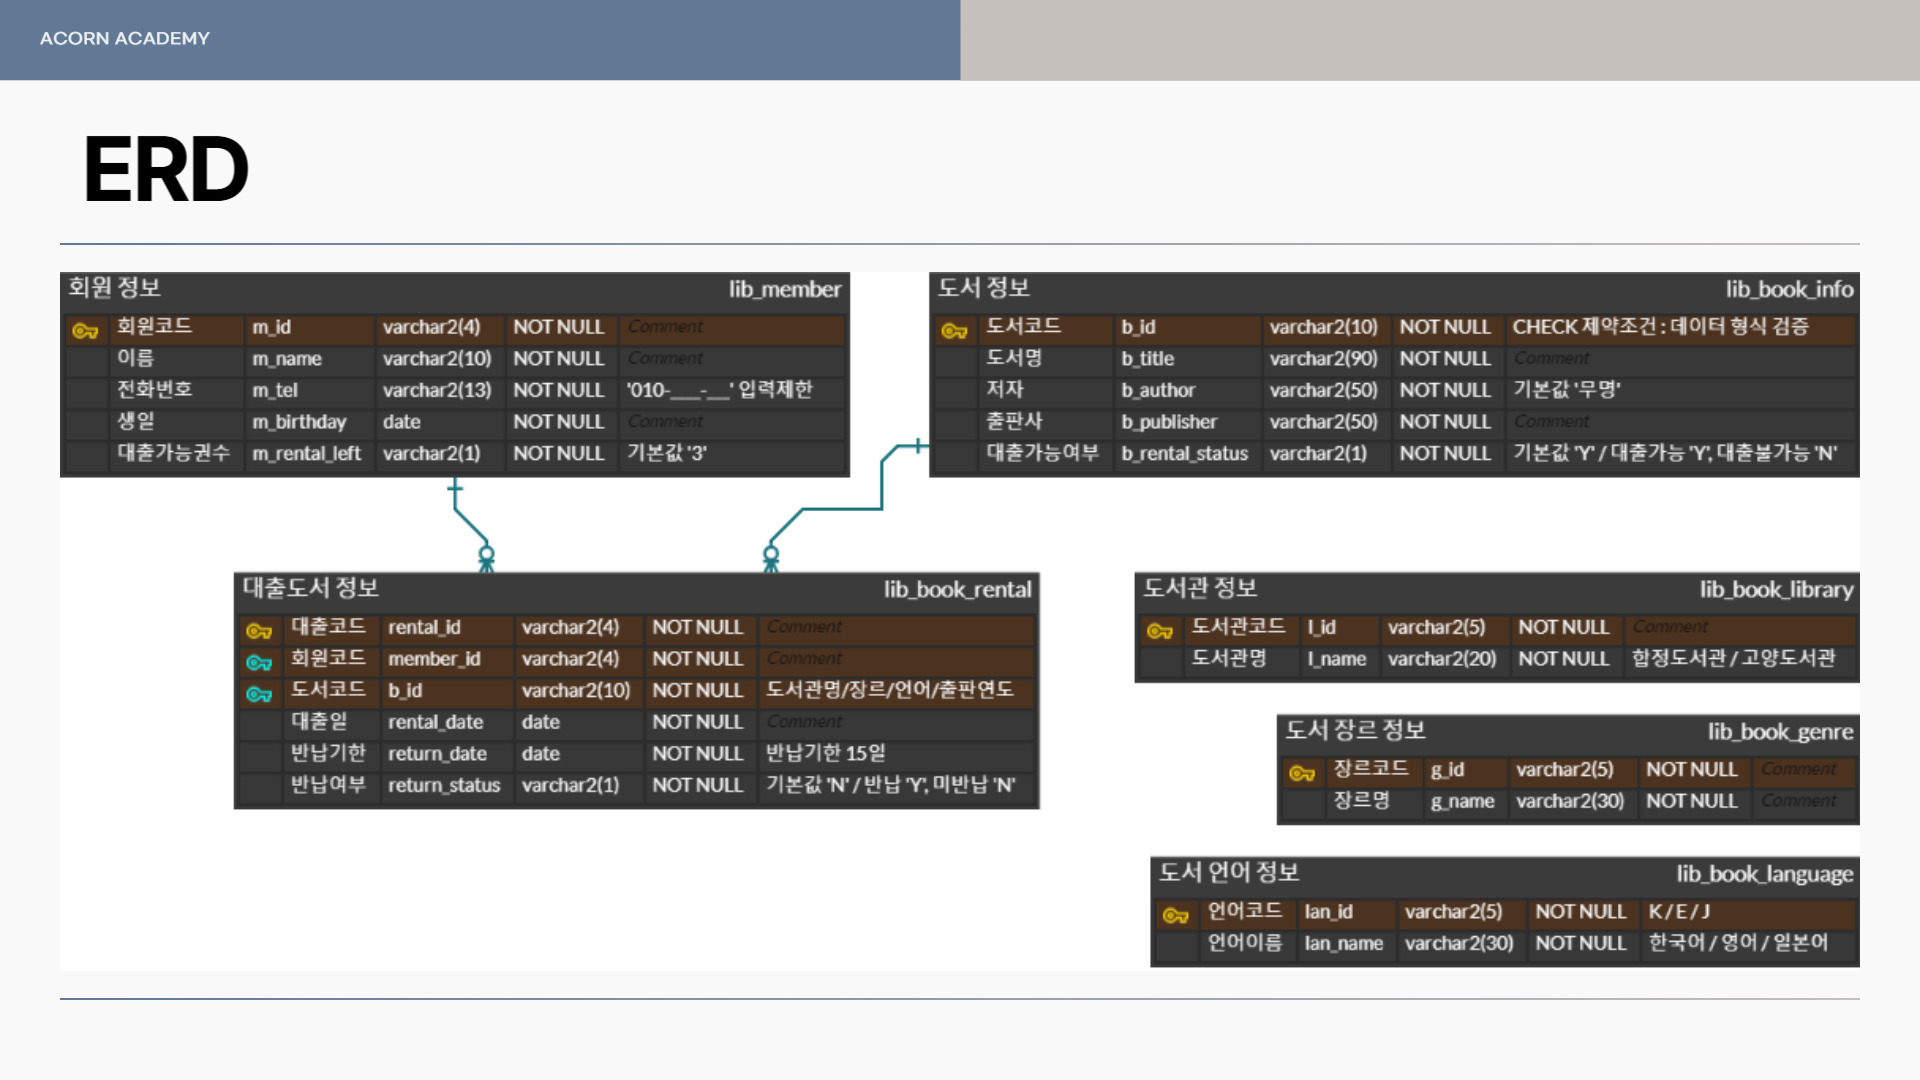 ACORN ACADEMY
ERD
회원 정보 lib_member
회원코드 m_id varchar2(4) NOT NULL Comment
이름 m_name varchar2(10) NOT NULL Comment
전화번호 m_tel varchar2(13) NOT NULL '010-___-__' 입력제한
생일 m_birthday date NOT NULL Comment
대출가능권수 m_rental_left varchar2(1) NOT NULL 기본값 '3'
도서 정보 lib_book_info
도서코드 b_id varchar2(10) NOT NULL CHECK 제약조건 : 데이터 형식 검증
도서명 b_title varchar2(90) NOT NULL Comment
저자 b_author varchar2(50) NOT NULL 기본값 '무명'
출판사 b_publisher varchar2(50) NOT NULL Comment
대출가능여부 b_rental_status varchar2(1) NOT NULL 기본값 'Y' / 대출가능 'Y', 대출불가능 'N'
대출도서 정보 lib_book_rental
대출코드 rental_id varchar2(4) NOT NULL Comment
회원코드 member_id varchar2(4) NOT NULL Comment
도서코드 b_id varchar2(10) NOT NULL 도서관명/장르/언어/출판연도
대출일 rental_date date NOT NULL Comment
반납기한 return_date date NOT NULL 반납기한 15일
반납여부 return_status varchar2(1) NOT NULL 기본값 'N' / 반납 'Y', 미반납 'N'
도서관 정보 lib_book_library
도서관코드 l_id varchar2(5) NOT NULL Comment
도서관명 l_name varchar2(20) NOT NULL 합정도서관 / 고양도서관
도서 장르 정보 lib_book_genre
장르코드 g_id varchar2(5) NOT NULL Comment
장르명 g_name varchar2(30) NOT NULL Comment
도서 언어 정보 lib_book_language
언어코드 lan_id varchar2(5) NOT NULL K / E / J
언어이름 lan_name varchar2(30) NOT NULL 한국어 / 영어 / 일본어